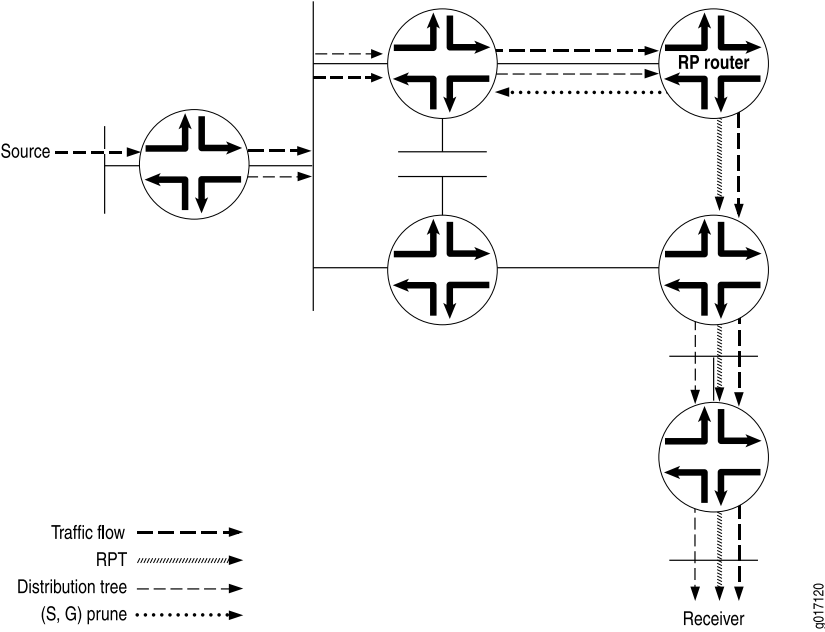 RP router
Source
Traffic flow
RPT
Distribution tree
(S, G) prune
Receiver
g017120